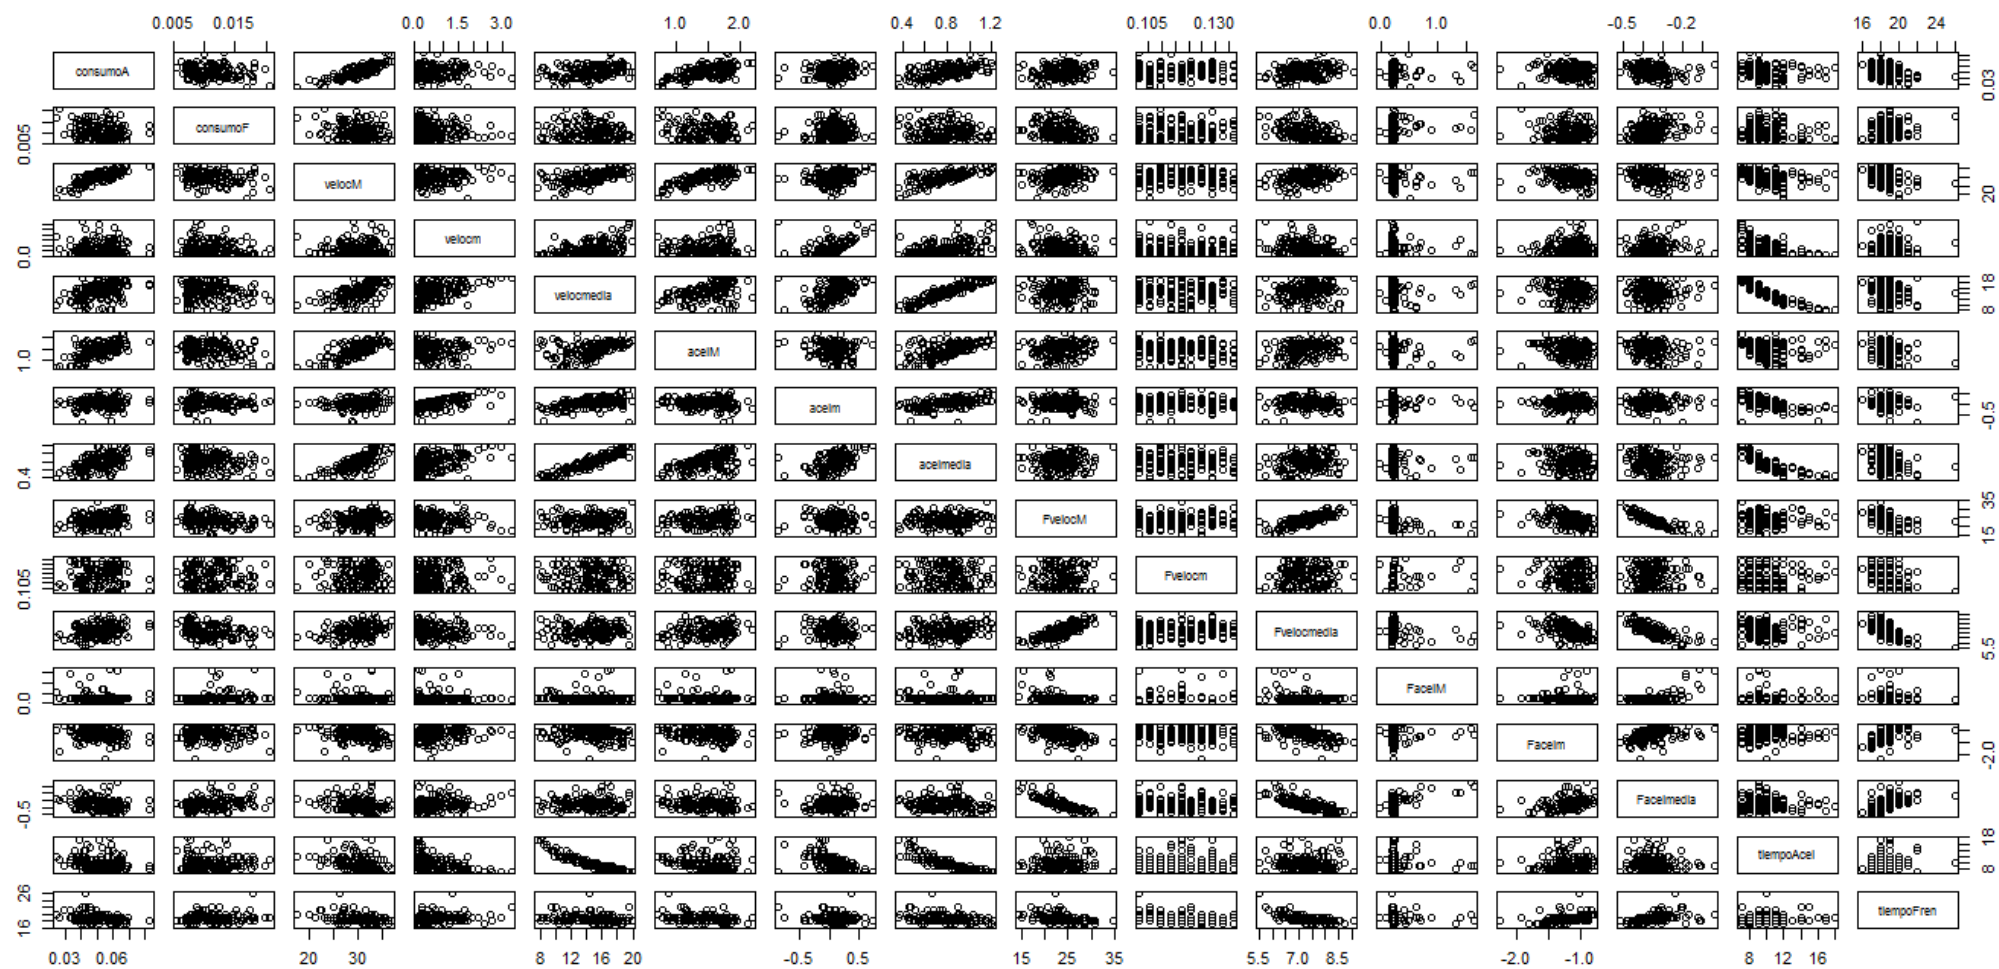 0.005 0.015 0.0 1.5 3.0 1.0 2.0 0.4 1.2 0.105 0.130 0.0 1.0 -0.5 -0.2 16 20 24
consumoA 0.03
0.005 consumoF
velocM 20
0.0 velocm
velocmedia 8 18
1.0 acelM
acelm -0.5
0.4 acelmedia
FvelocM 15 35
0.105 Fvelocm
Fvelocmedia 5.5
0.0 FacelM
Facelm -2.0
-0.5 Facelmedia
tiempoAcel 8 18
16 26 tiempoFren
0.03 0.06 20 30 8 12 16 20 -0.5 0.5 15 25 35 5.5 7.0 8.5 -2.0 -1.0 8 12 16